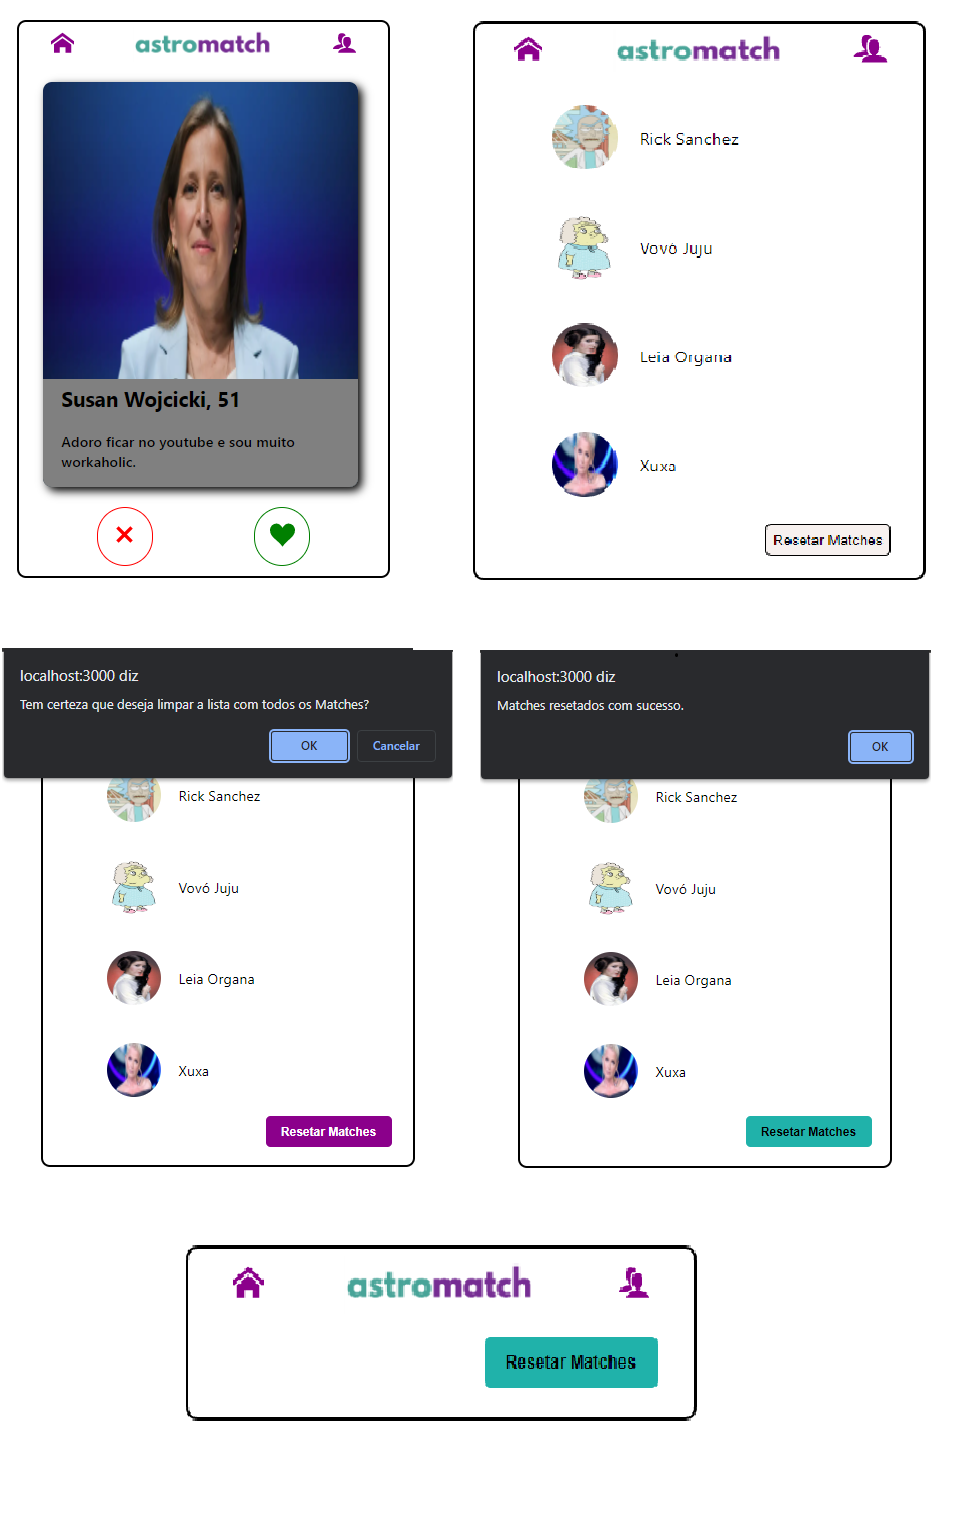 astromatch
Susan Wojcicki, 51
Adoro ficar no youtube e sou muito
workaholic.
astromatch
Rick Sanchez
Vovó Juju
Leia Organa
Xuxa
Resetar Matches
localhost:3000 diz
Tem certeza que deseja limpar a lista com todos os Matches?
OK
Cancelar
Rick Sanchez
Vovó Juju
Leia Organa
Xuxa
Resetar Matches
localhost:3000 diz
Matches resetados com sucesso.
OK
Rick Sanchez
Vovó Juju
Leia Organa
Xuxa
Resetar Matches
astromatch
Resetar Matches